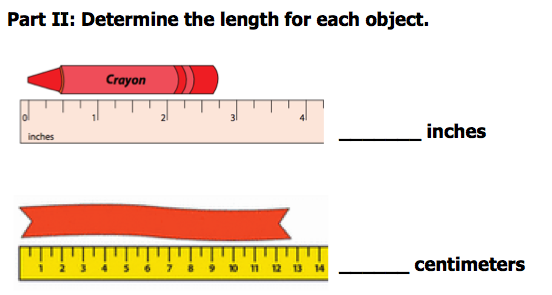 Part II: Determine the length for each object.
Crayon
0 1 2 3 4
inches
________ inches
1 2 3 4 5 6 7 8 9 10 11 12 13 14
_______ centimeters